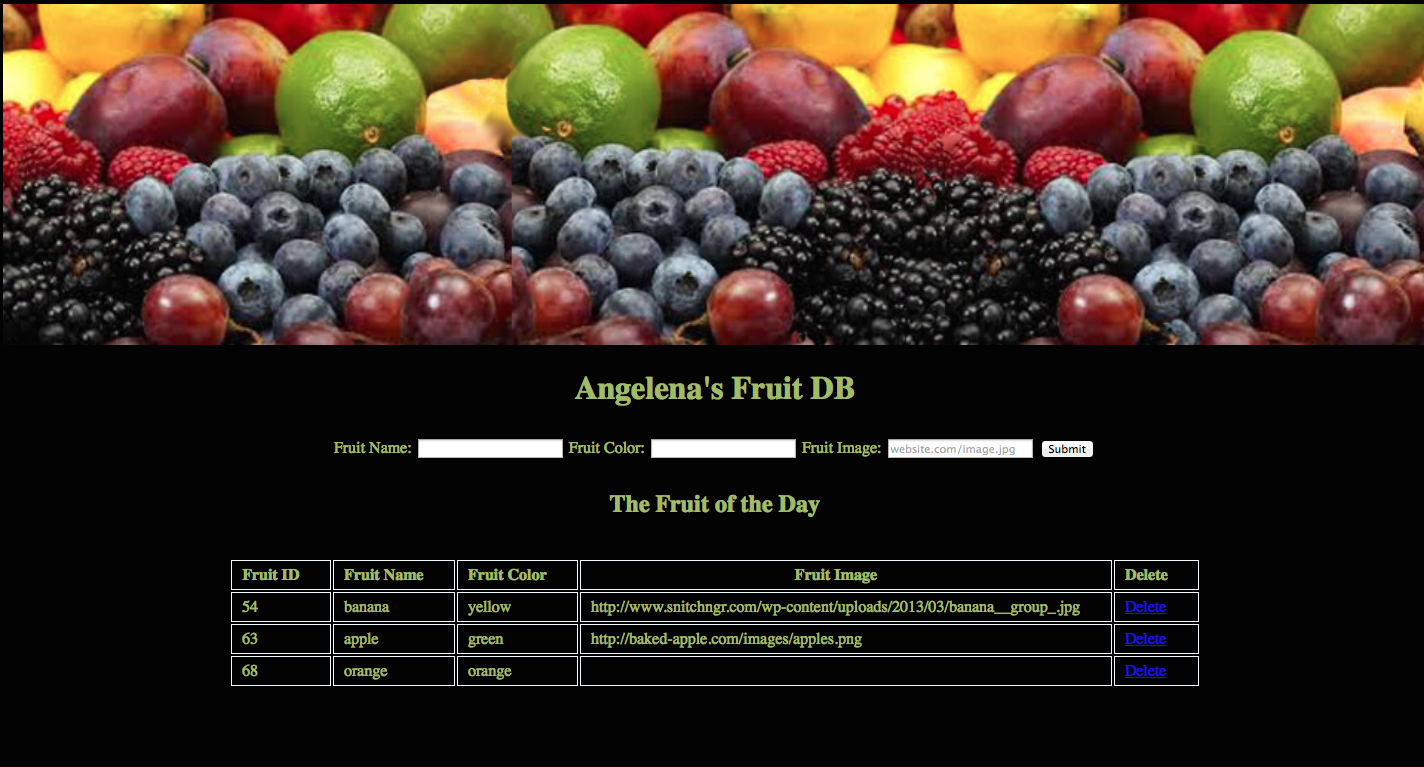 Angelena's Fruit DB
Fruit Name: Fruit Color: Fruit Image: website.com/image.jpg Submit
The Fruit of the Day
Fruit ID Fruit Name Fruit Color Fruit Image Delete
54 banana yellow http://www.snitchngr.com/wp-content/uploads/2013/03/banana__group_.jpg Delete
63 apple green http://baked-apple.com/images/apples.png Delete
68 orange orange Delete